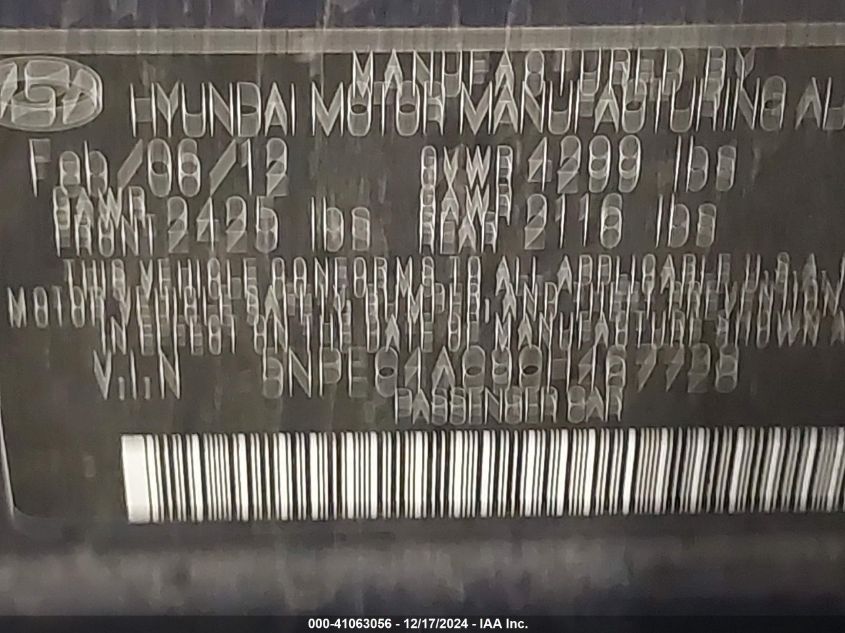 MANUFACTURED BY
HYUNDAI MOTOR MANUFACTURING AL
Feb/06/12 GVWR 4299 lbs
GAWR FRONT 2425 lbs GAWR REAR 2116 lbs
THIS VEHICLE CONFORMS TO ALL APPLICABLE U.S.A.
MOTOR VEHICLE SAFETY, BUMPER, AND THEFT PREVENTION
IN EFFECT ON THE DATE OF MANUFACTURE SHOWN A
V.I.N
PASSENGER CAR
000-41063056 - 12/17/2024 - IAA Inc.